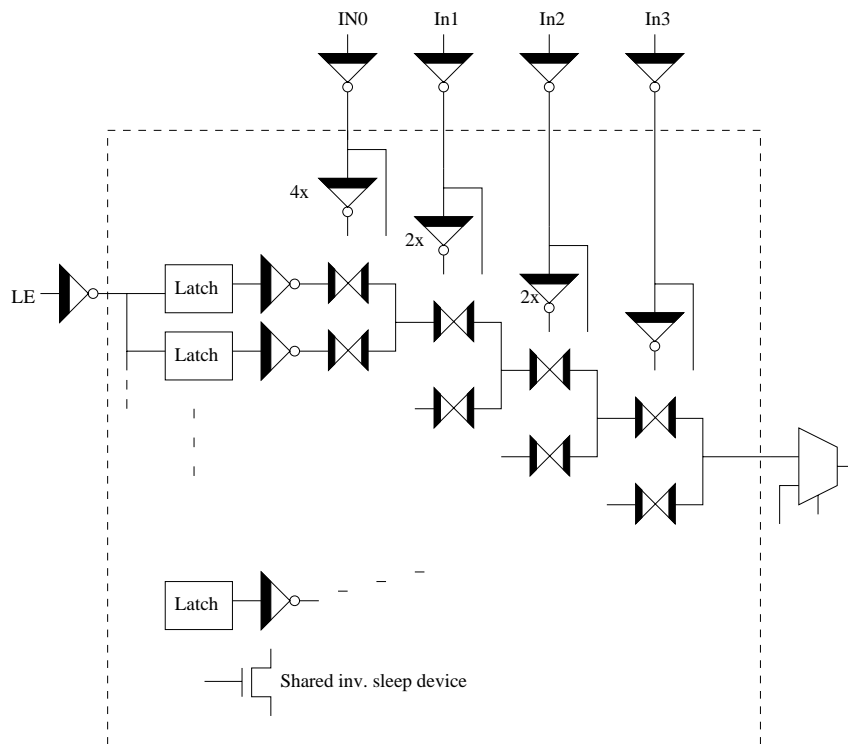 IN0 In1 In2 In3
4x
2x
2x
LE
Latch
Latch
Latch
Shared inv. sleep device